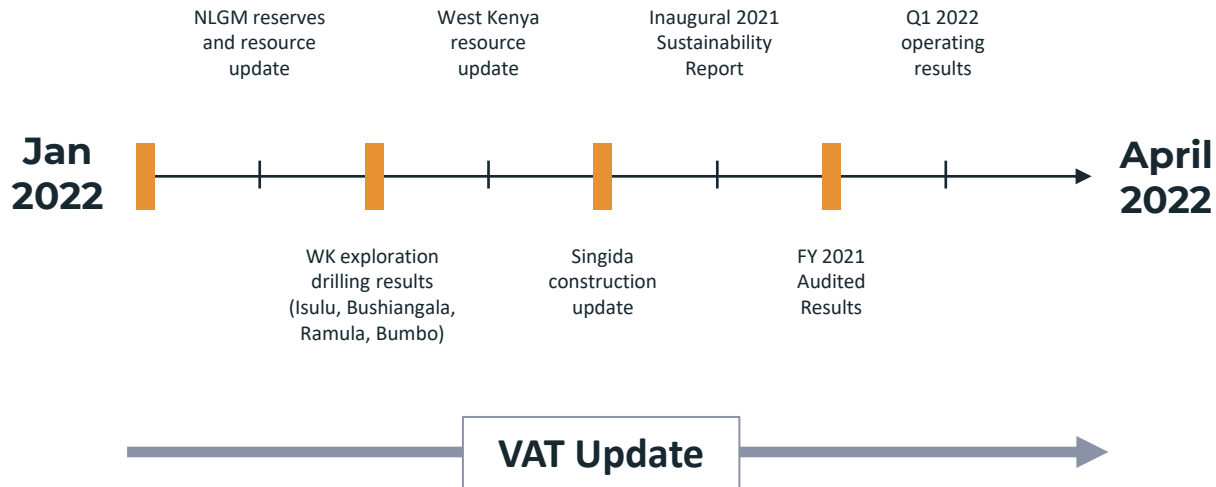 NLGM reserves
and resource
update
West Kenya
resource
update
Inaugural 2021
Sustainability
Report
Q1 2022
operating
results
Jan
2022
April
2022
WK exploration
drilling results
(Isulu, Bushiangala,
Ramula, Bumbo)
Singida
construction
update
FY 2021
Audited
Results
VAT Update